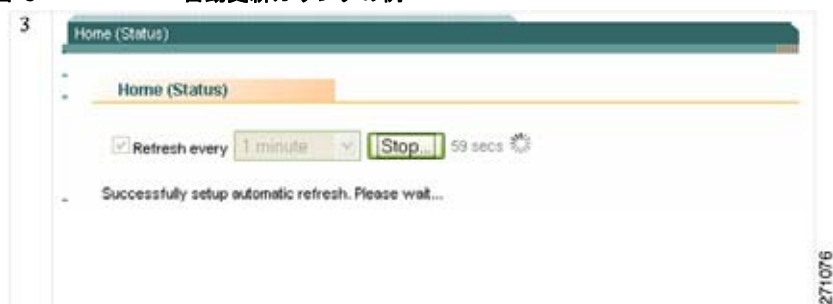 3
Home (Status)
Home (Status)
Refresh every 1 minute Stop... 59 secs
Successfully setup automatic refresh. Please wait...
271076